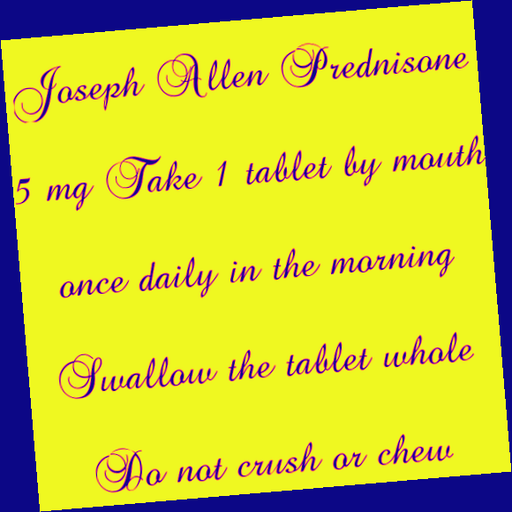 Joseph Allen Prednisone
5 mg Take 1 tablet by mouth
once daily in the morning
Swallow the tablet whole
Do not crush or chew